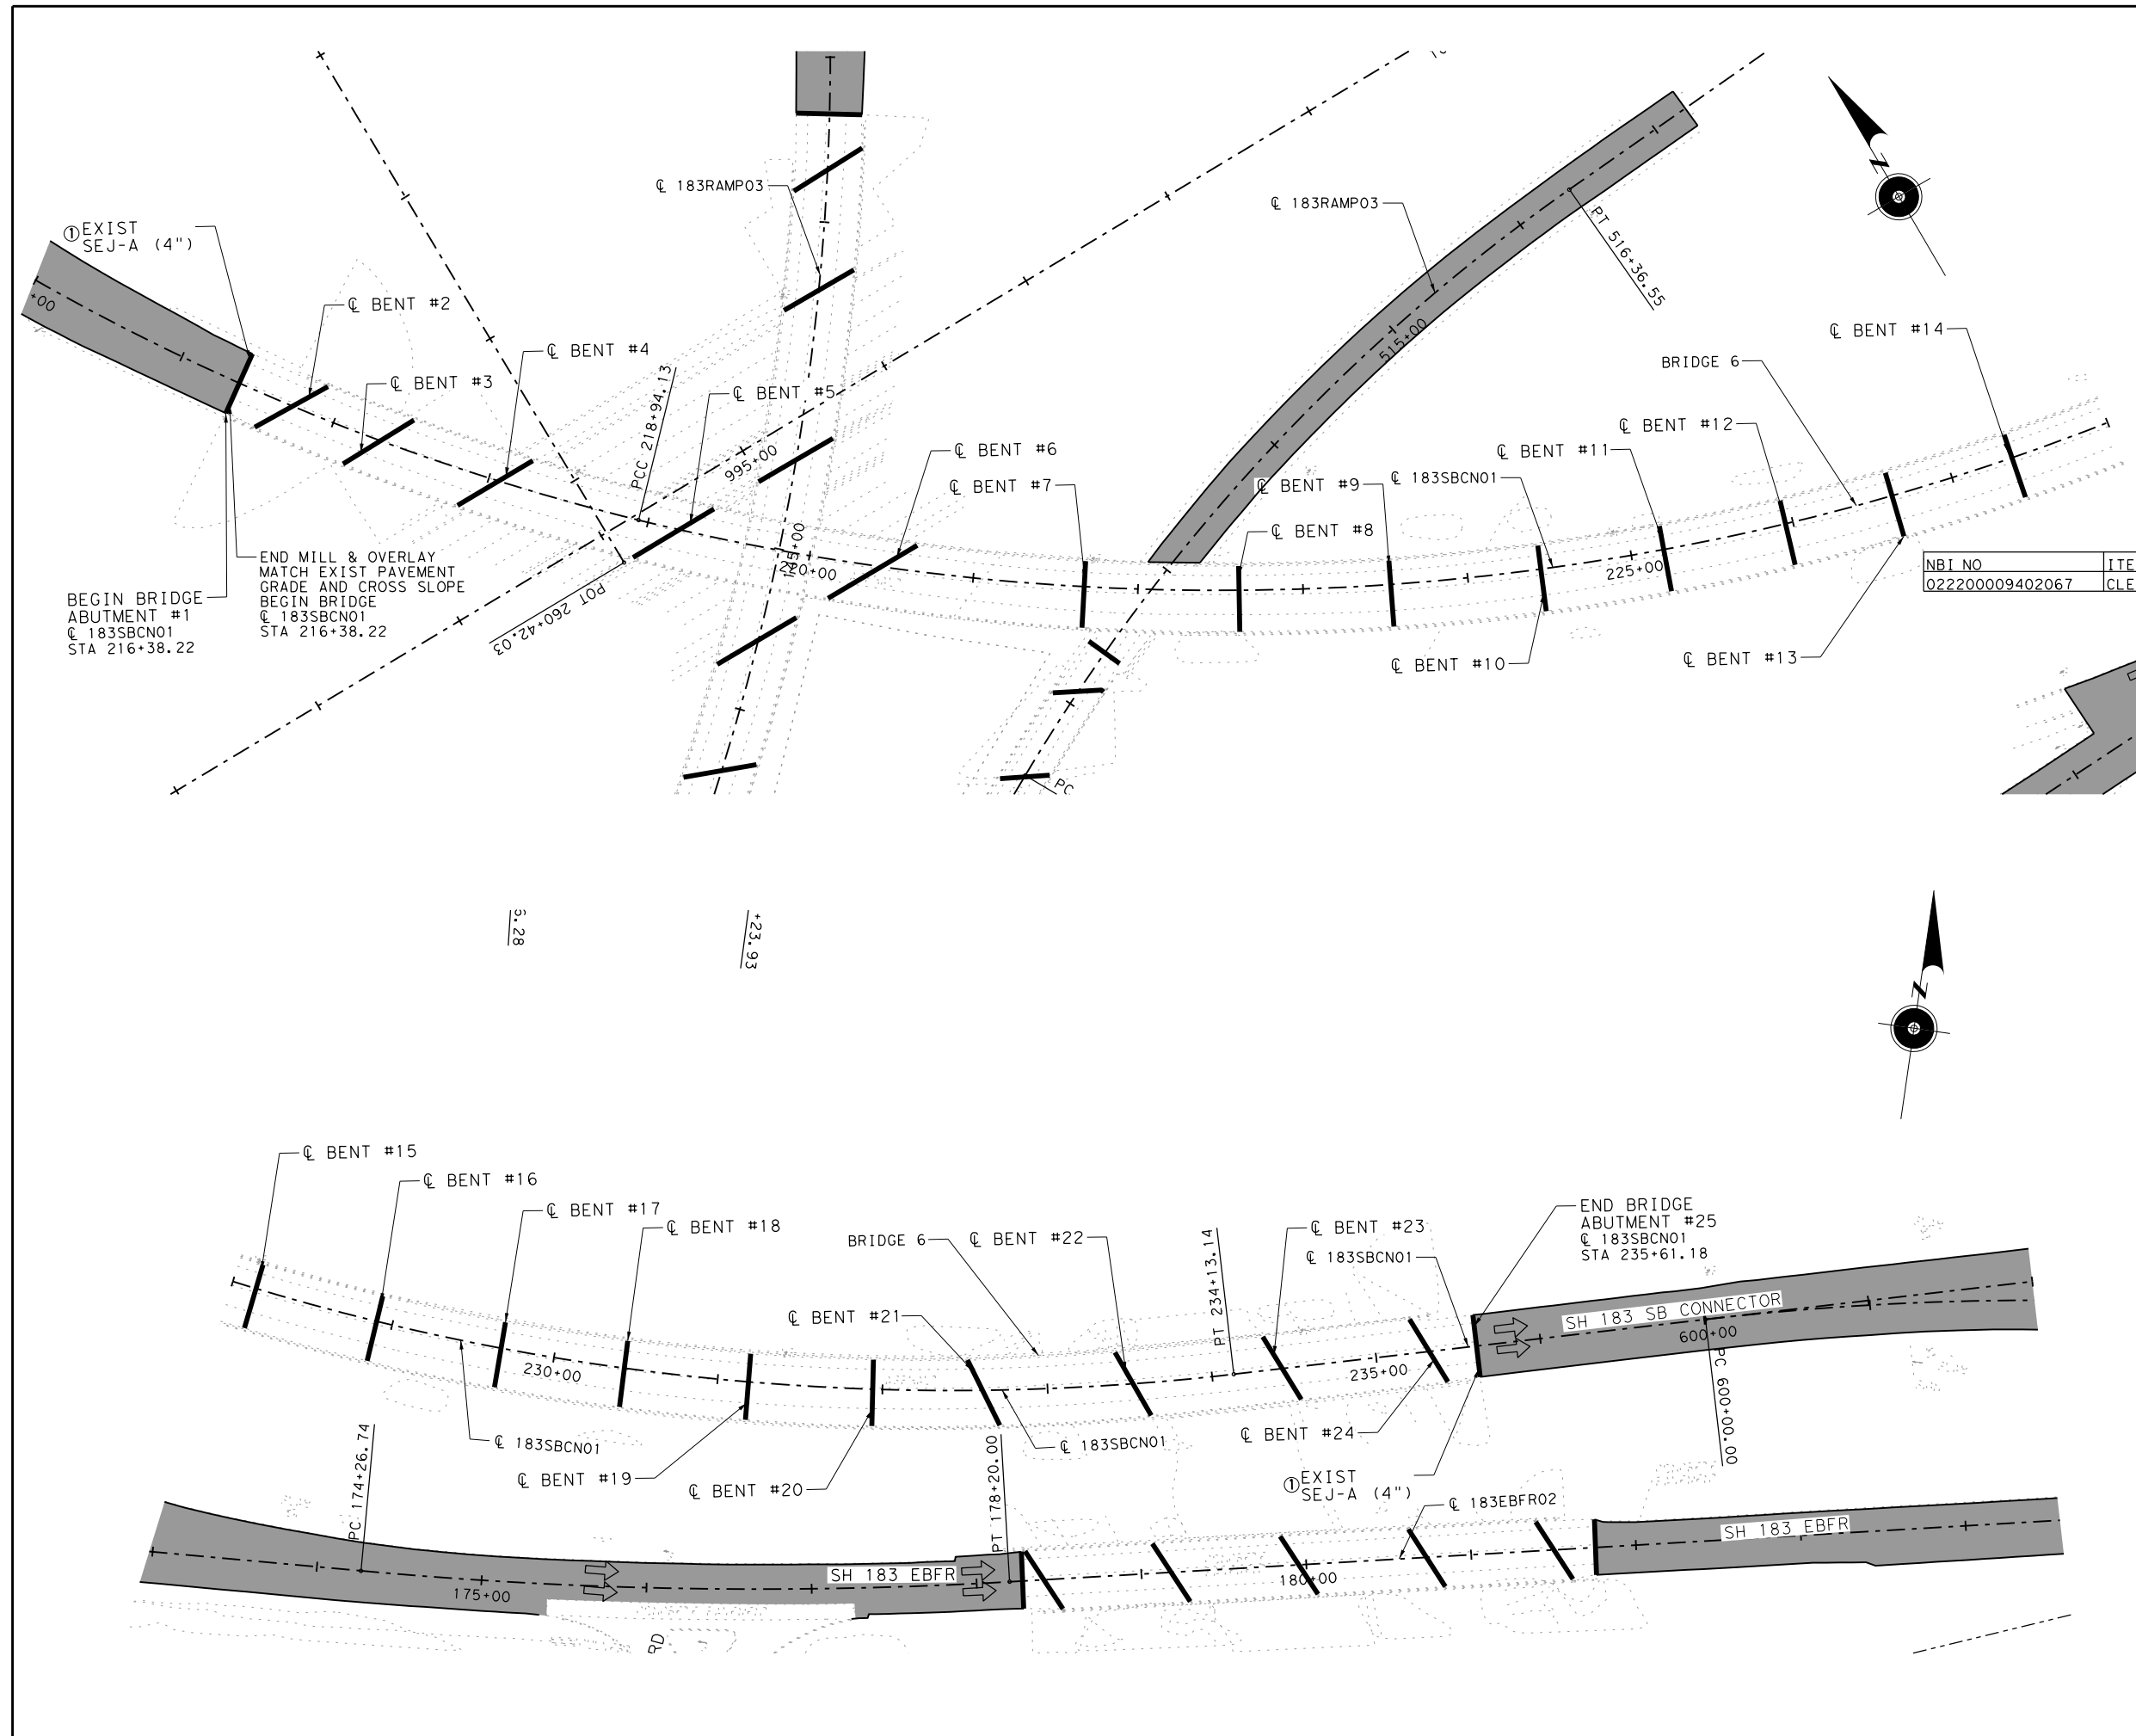 ℄ 183RAMP03
℄ 183RAMP03
①EXIST
SEJ-A (4")
+00
℄ BENT #2
℄ BENT #3
℄ BENT #4
℄ BENT #5
PCC 218+94.13
995+00
℄ BENT #6
℄ BENT #7
℄ BENT #8
℄ BENT #9
℄ 183SBCN01
℄ BENT #10
℄ BENT #11
℄ BENT #12
BRIDGE 6
℄ BENT #13
℄ BENT #14
PT 516+36.55
515+00
220+00
225+00
POT 260+42.03
PC
END MILL & OVERLAY
MATCH EXIST PAVEMENT
GRADE AND CROSS SLOPE
BEGIN BRIDGE
℄ 183SBCN01
STA 216+38.22
BEGIN BRIDGE
ABUTMENT #1
℄ 183SBCN01
STA 216+38.22
NBI NO
ITE
022200009402067
CLE
N
+23.93
N
℄ BENT #15
℄ BENT #16
℄ BENT #17
℄ BENT #18
BRIDGE 6
℄ BENT #22
℄ BENT #21
PT 234+13.14
℄ BENT #23
℄ 183SBCN01
END BRIDGE
ABUTMENT #25
℄ 183SBCN01
STA 235+61.18
SH 183 SB CONNECTOR
600+00
PC 600+00.00
230+00
235+00
℄ 183SBCN01
℄ BENT #19
℄ BENT #20
℄ 183SBCN01
℄ BENT #24
①EXIST
SEJ-A (4")
℄ 183EBFR02
PC 174+26.74
PT 178+20.00
SH 183 EBFR
SH 183 EBFR
175+00
180+00
RD